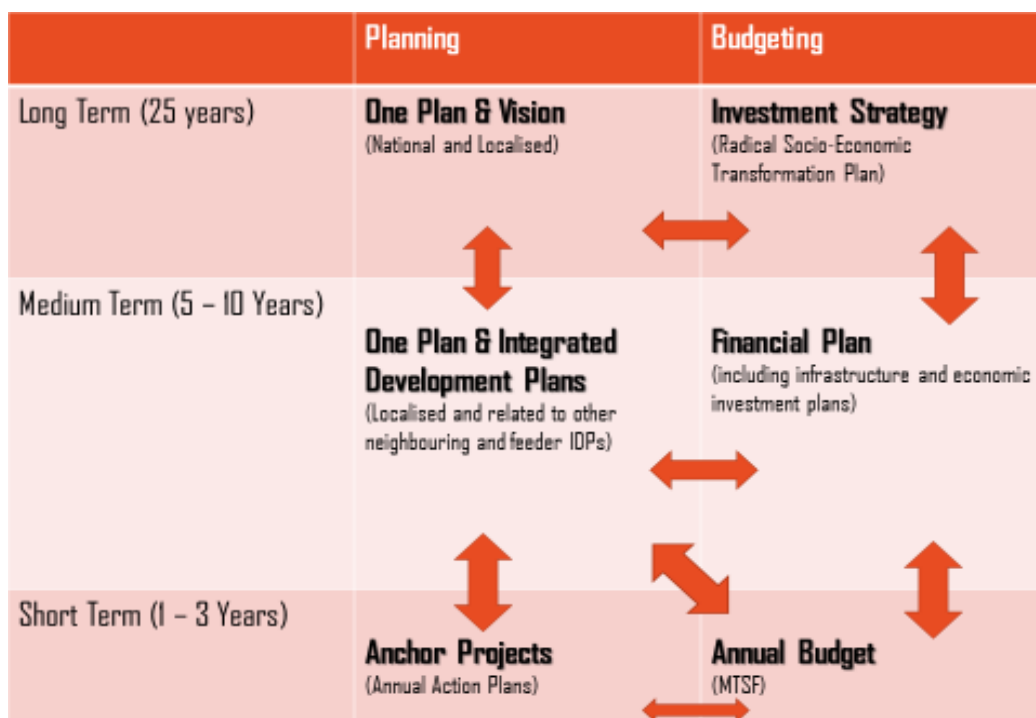 Planning
Budgeting
Long Term (25 years)
One Plan & Vision
(National and Localised)
Investment Strategy
(Radical Socio-Economic
Transformation Plan)
Medium Term (5 – 10 Years)
One Plan & Integrated
Development Plans
(Localised and related to other
neighbouring and feeder IDPs)
Financial Plan
(including infrastructure and economic
investment plans)
Short Term (1 – 3 Years)
Anchor Projects
(Annual Action Plans)
Annual Budget
(MTSF)